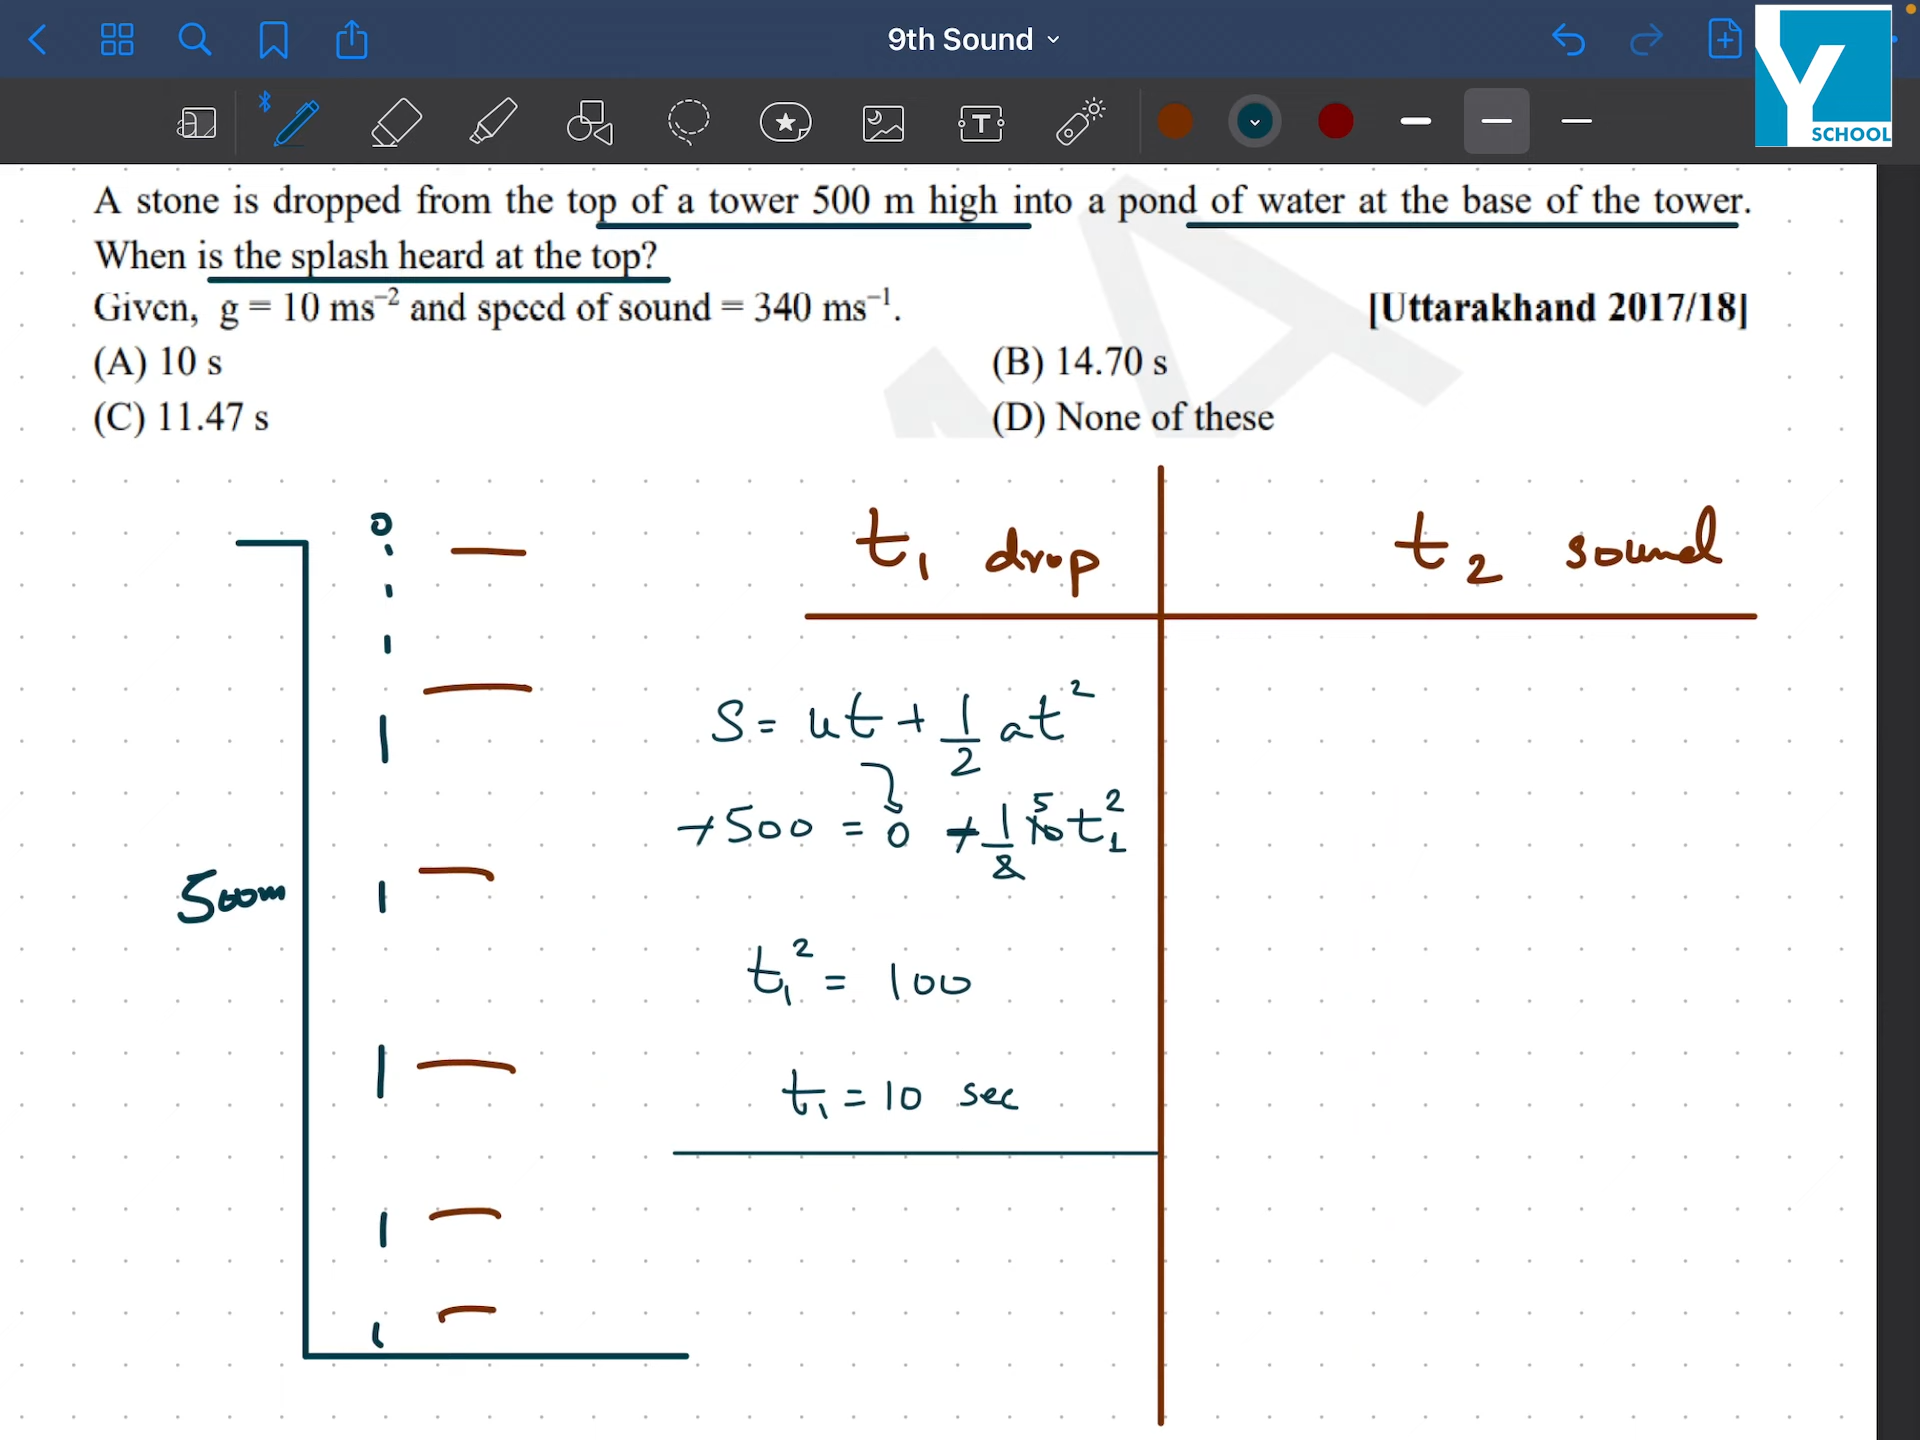 9th Sound
Y SCHOOL
A stone is dropped from the top of a tower 500 m high into a pond of water at the base of the tower.
When is the splash heard at the top?
Given, g = 10 ms⁻² and speed of sound = 340 ms⁻¹.
[Uttarakhand 2017/18]
(A) 10 s
(B) 14.70 s
(C) 11.47 s
(D) None of these
t₁ drop
t₂ sound
S = ut + 1/2 at²
+500 = 0 + 1/2 10 5 t₁²
500m
t₁² = 100
t₁ = 10 sec